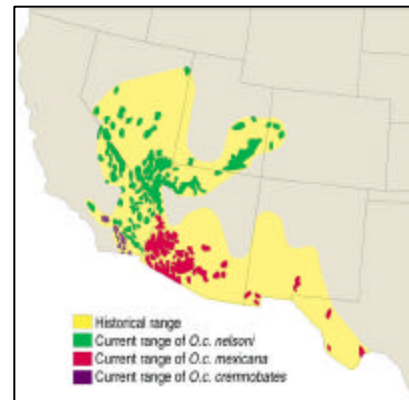 Historical range
Current range of O.c. nelsoni
Current range of O.c. mexicana
Current range of O.c. cremnobates